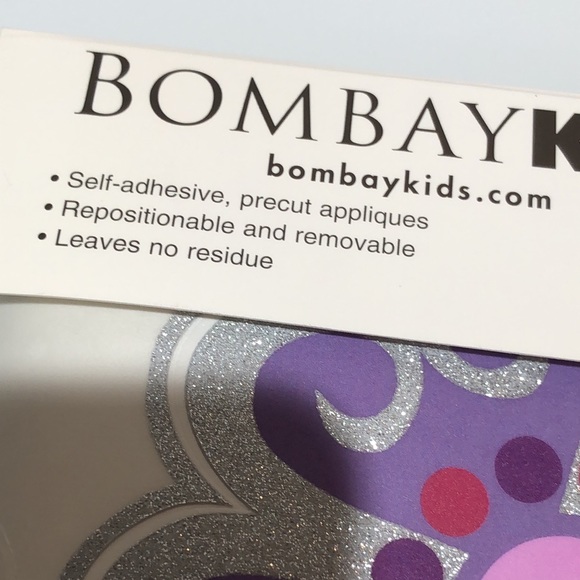 BOMBAYK
bombaykids.com
• Self-adhesive, precut appliques
• Repositionable and removable
• Leaves no residue